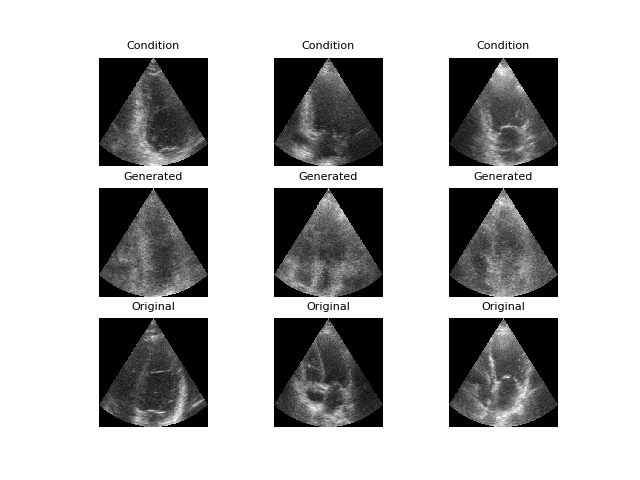 Condition
Condition
Condition
Generated
Generated
Generated
Original
Original
Original